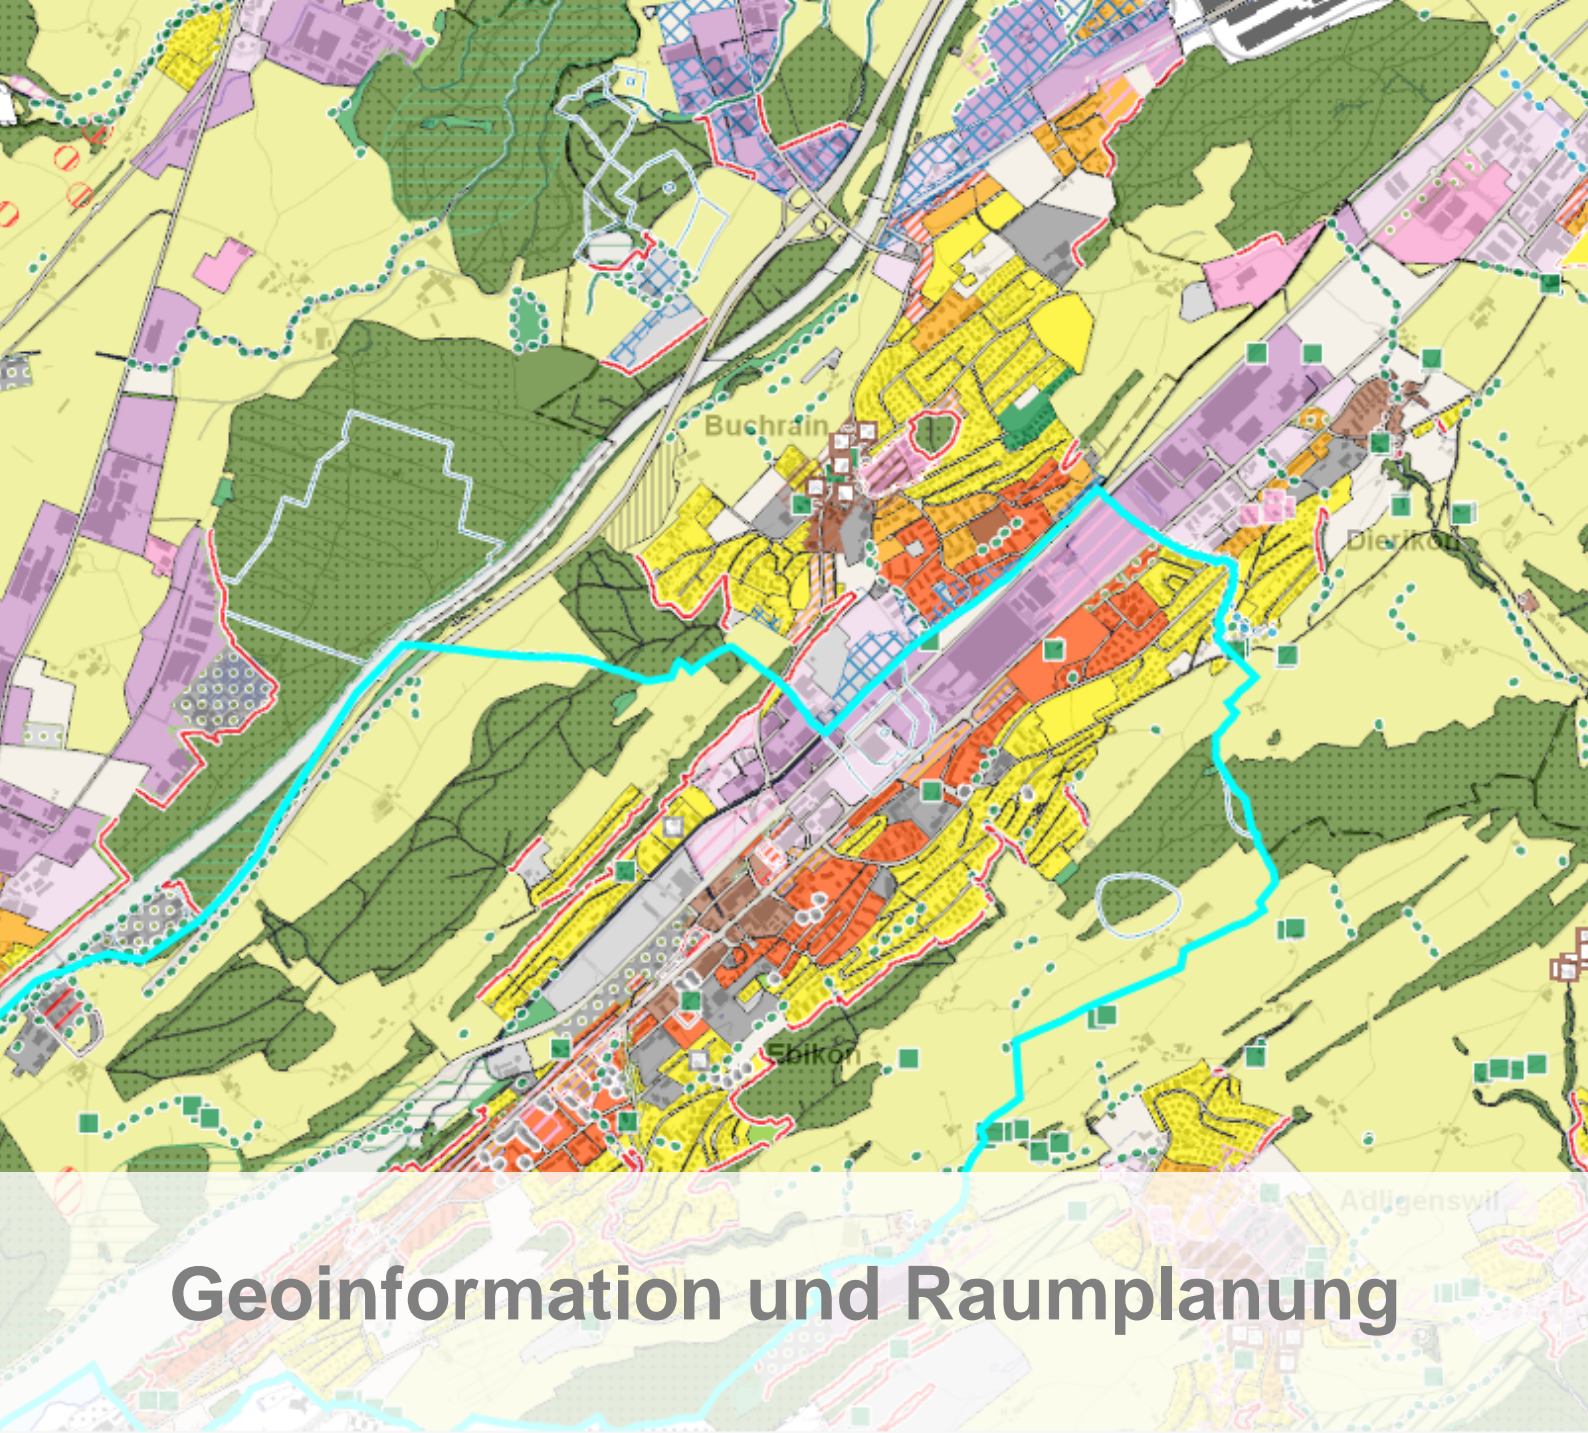 Buchrain
Dierikon
Ebikon
Adligenswil
Geoinformation und Raumplanung